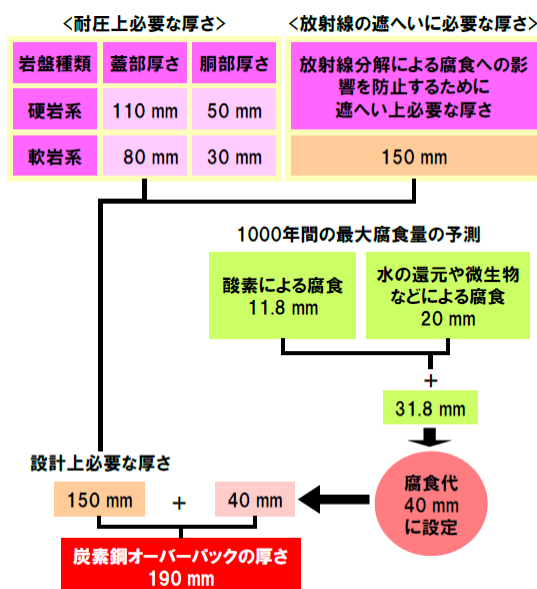 <耐圧上必要な厚さ>
岩盤種類 蓋部厚さ 胴部厚さ
硬岩系 110 mm 50 mm
軟岩系 80 mm 30 mm
<放射線の遮へいに必要な厚さ>
放射線分解による腐食への影
響を防止するために
遮へい上必要な厚さ
150 mm
1000年間の最大腐食量の予測
酸素による腐食
11.8 mm
水の還元や微生物
などによる腐食
20 mm
+
31.8 mm
腐食代
40 mm
に設定
設計上必要な厚さ
150 mm + 40 mm
炭素鋼オーバーパックの厚さ
190 mm